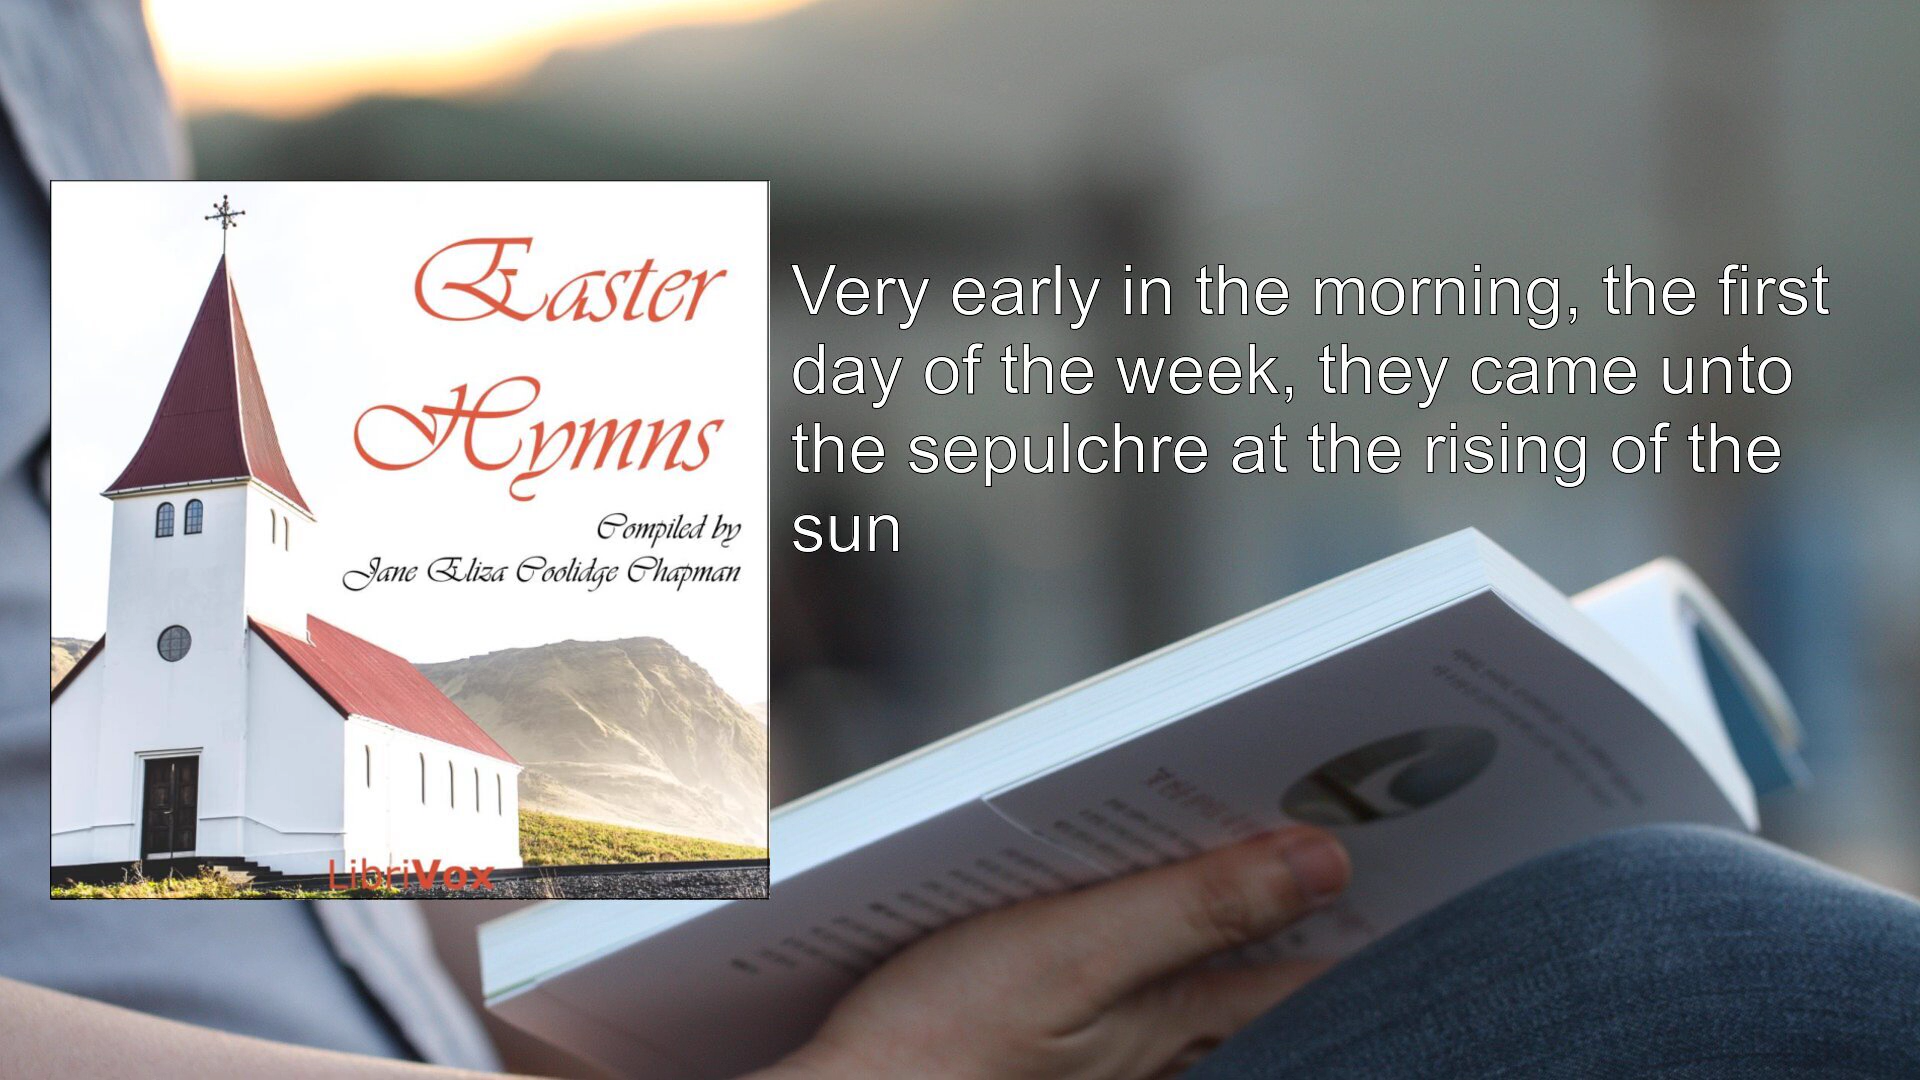 Easter
Hymns
Compiled by
Jane Eliza Coolidge Chapman
LibriVox
Very early in the morning, the first
day of the week, they came unto
the sepulchre at the rising of the
sun